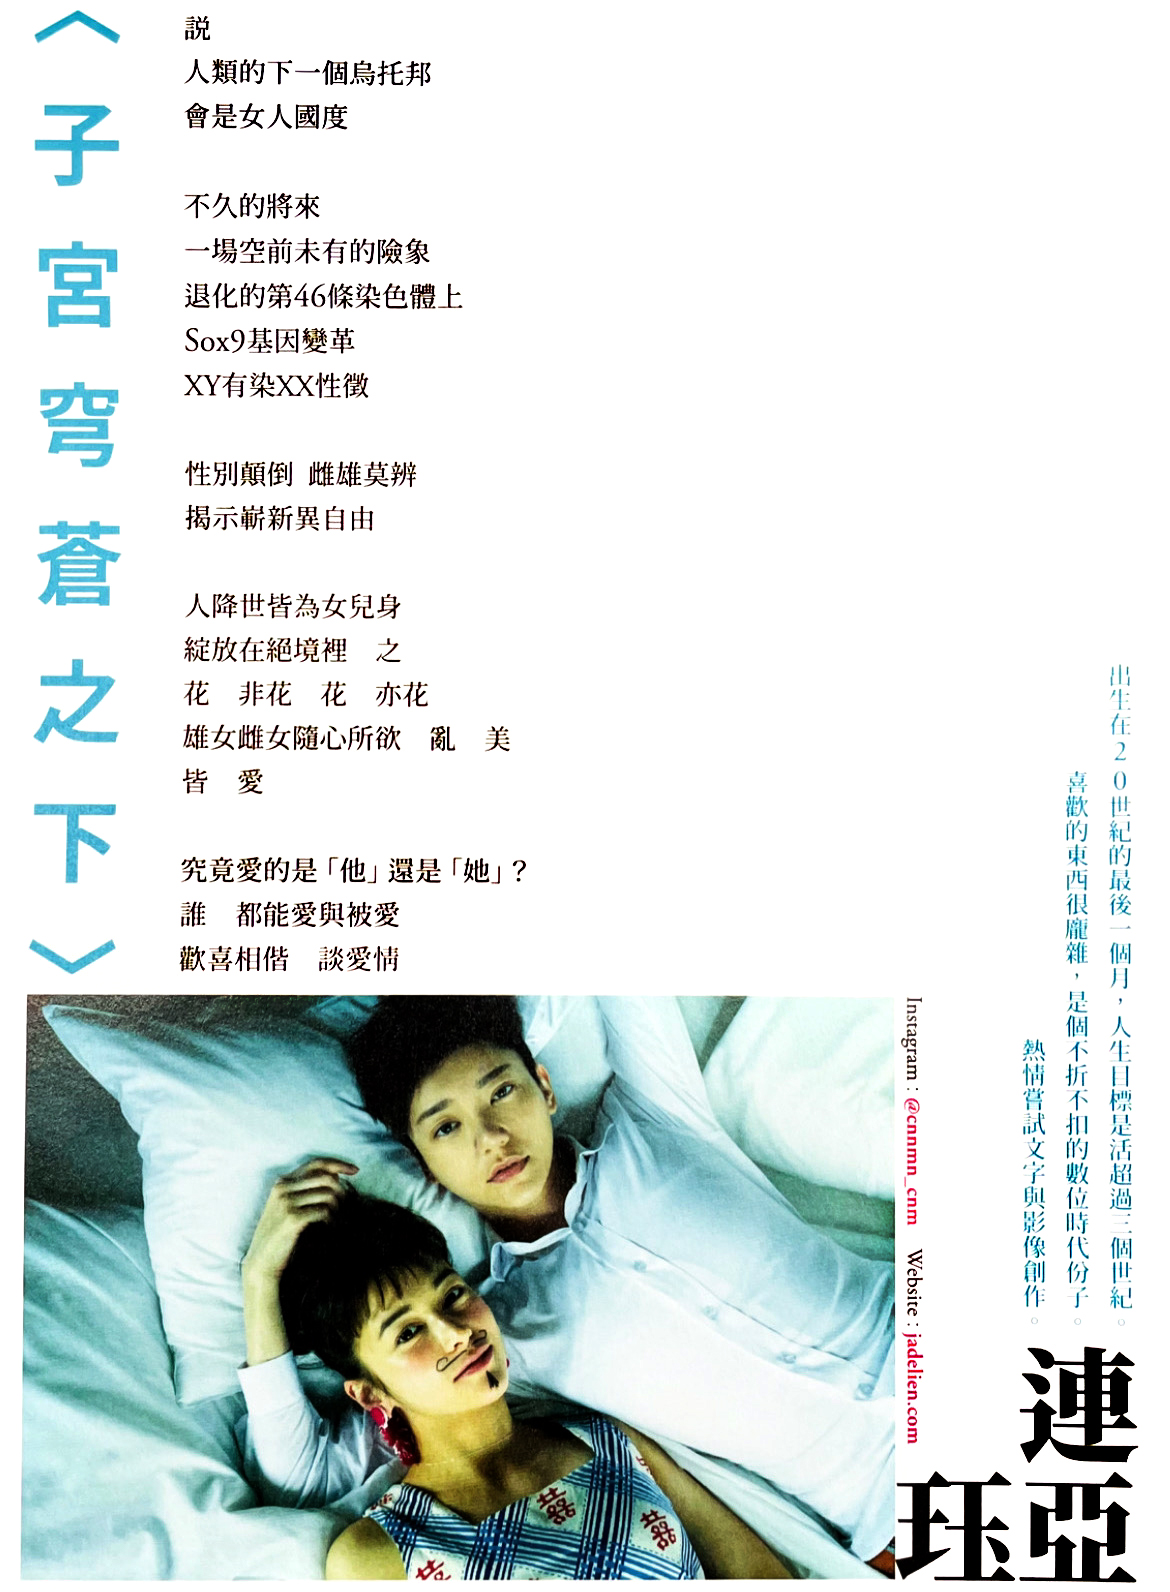 〈子宮穹蒼之下〉
説
人類的下一個烏托邦
會是女人國度
不久的將來
一場空前未有的險象
退化的第46條染色體上
Sox9基因變革
XY有染XX性徵
性別顛倒 雌雄莫辨
揭示嶄新異自由
人降世皆為女兒身
綻放在絕境裡　之
花　非花　花　亦花
雄女雌女隨心所欲　亂　美
皆　愛
究竟愛的是「他」還是「她」？
誰　都能愛與被愛
歡喜相偕　談愛情
出生在20世紀的最後一個月，人生目標是活超過三個世紀。
喜歡的東西很龐雜，是個不折不扣的數位時代份子。
熱情嘗試文字與影像創作。
連亞
珏
Instagram：@cnnmn_cnm　Website：jadelien.com
囍
囍
囍